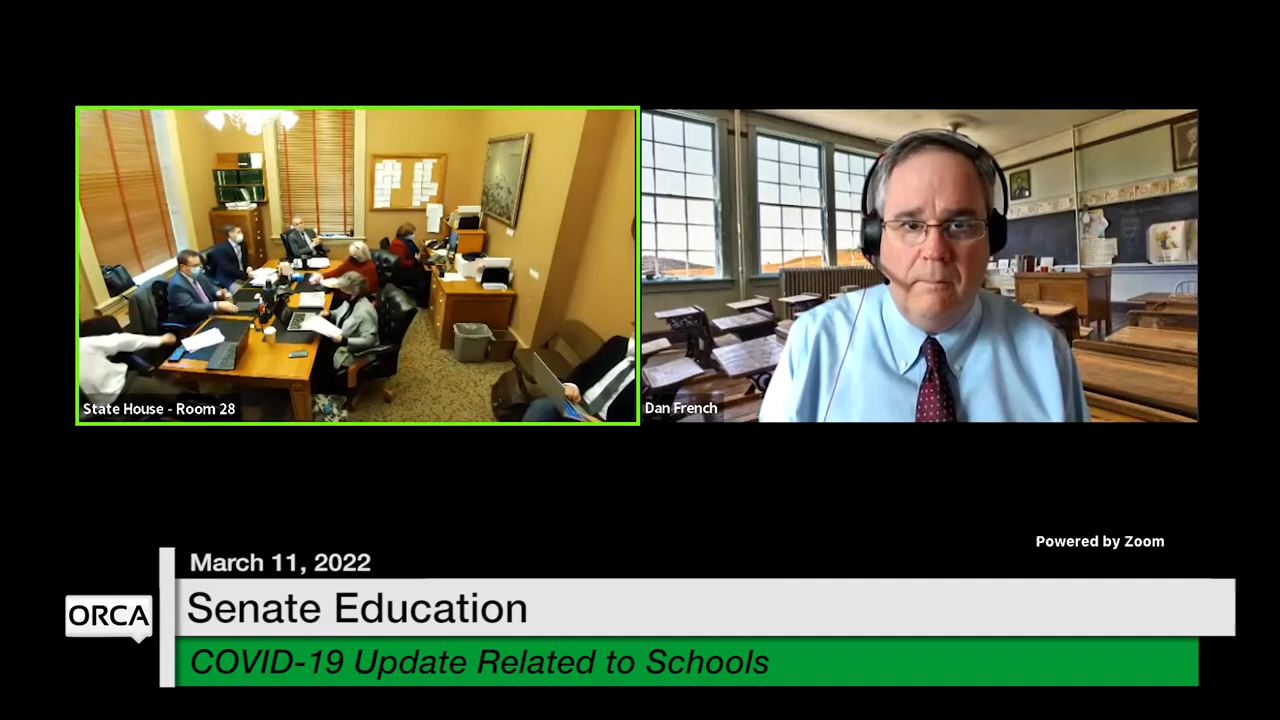 State House - Room 28
Dan French
Powered by Zoom
March 11, 2022
Senate Education
ORCA
COVID-19 Update Related to Schools